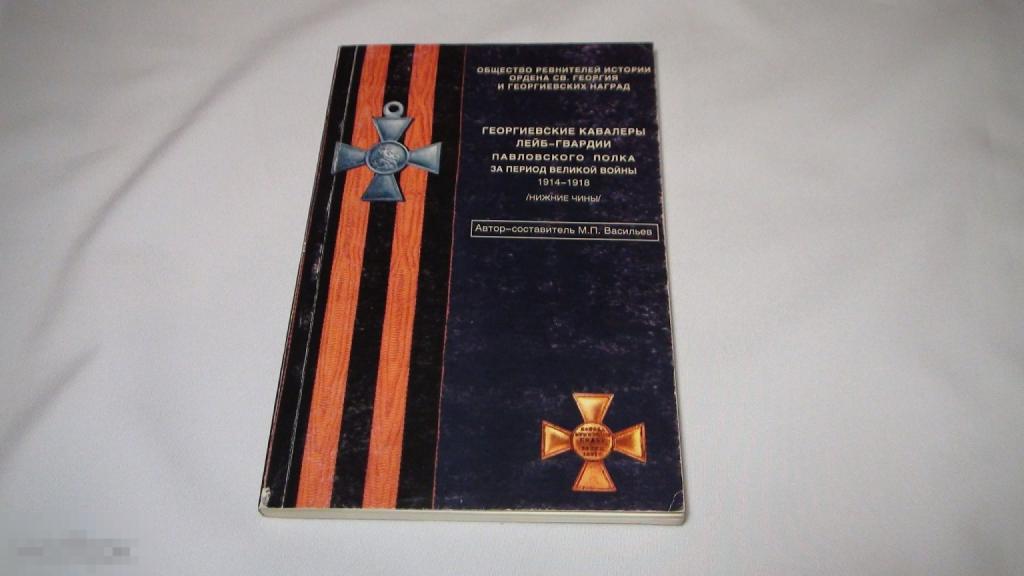 ОБЩЕСТВО РЕВНИТЕЛЕЙ ИСТОРИИ
ОРДЕНА СВ. ГЕОРГИЯ
И ГЕОРГИЕВСКИХ НАГРАД
ГЕОРГИЕВСКИЕ КАВАЛЕРЫ
ЛЕЙБ-ГВАРДИИ
ПАВЛОВСКОГО ПОЛКА
ЗА ПЕРИОД ВЕЛИКОЙ ВОЙНЫ
1914-1918
/НИЖНИЕ ЧИНЫ/
Автор-составитель М.П. Васильев